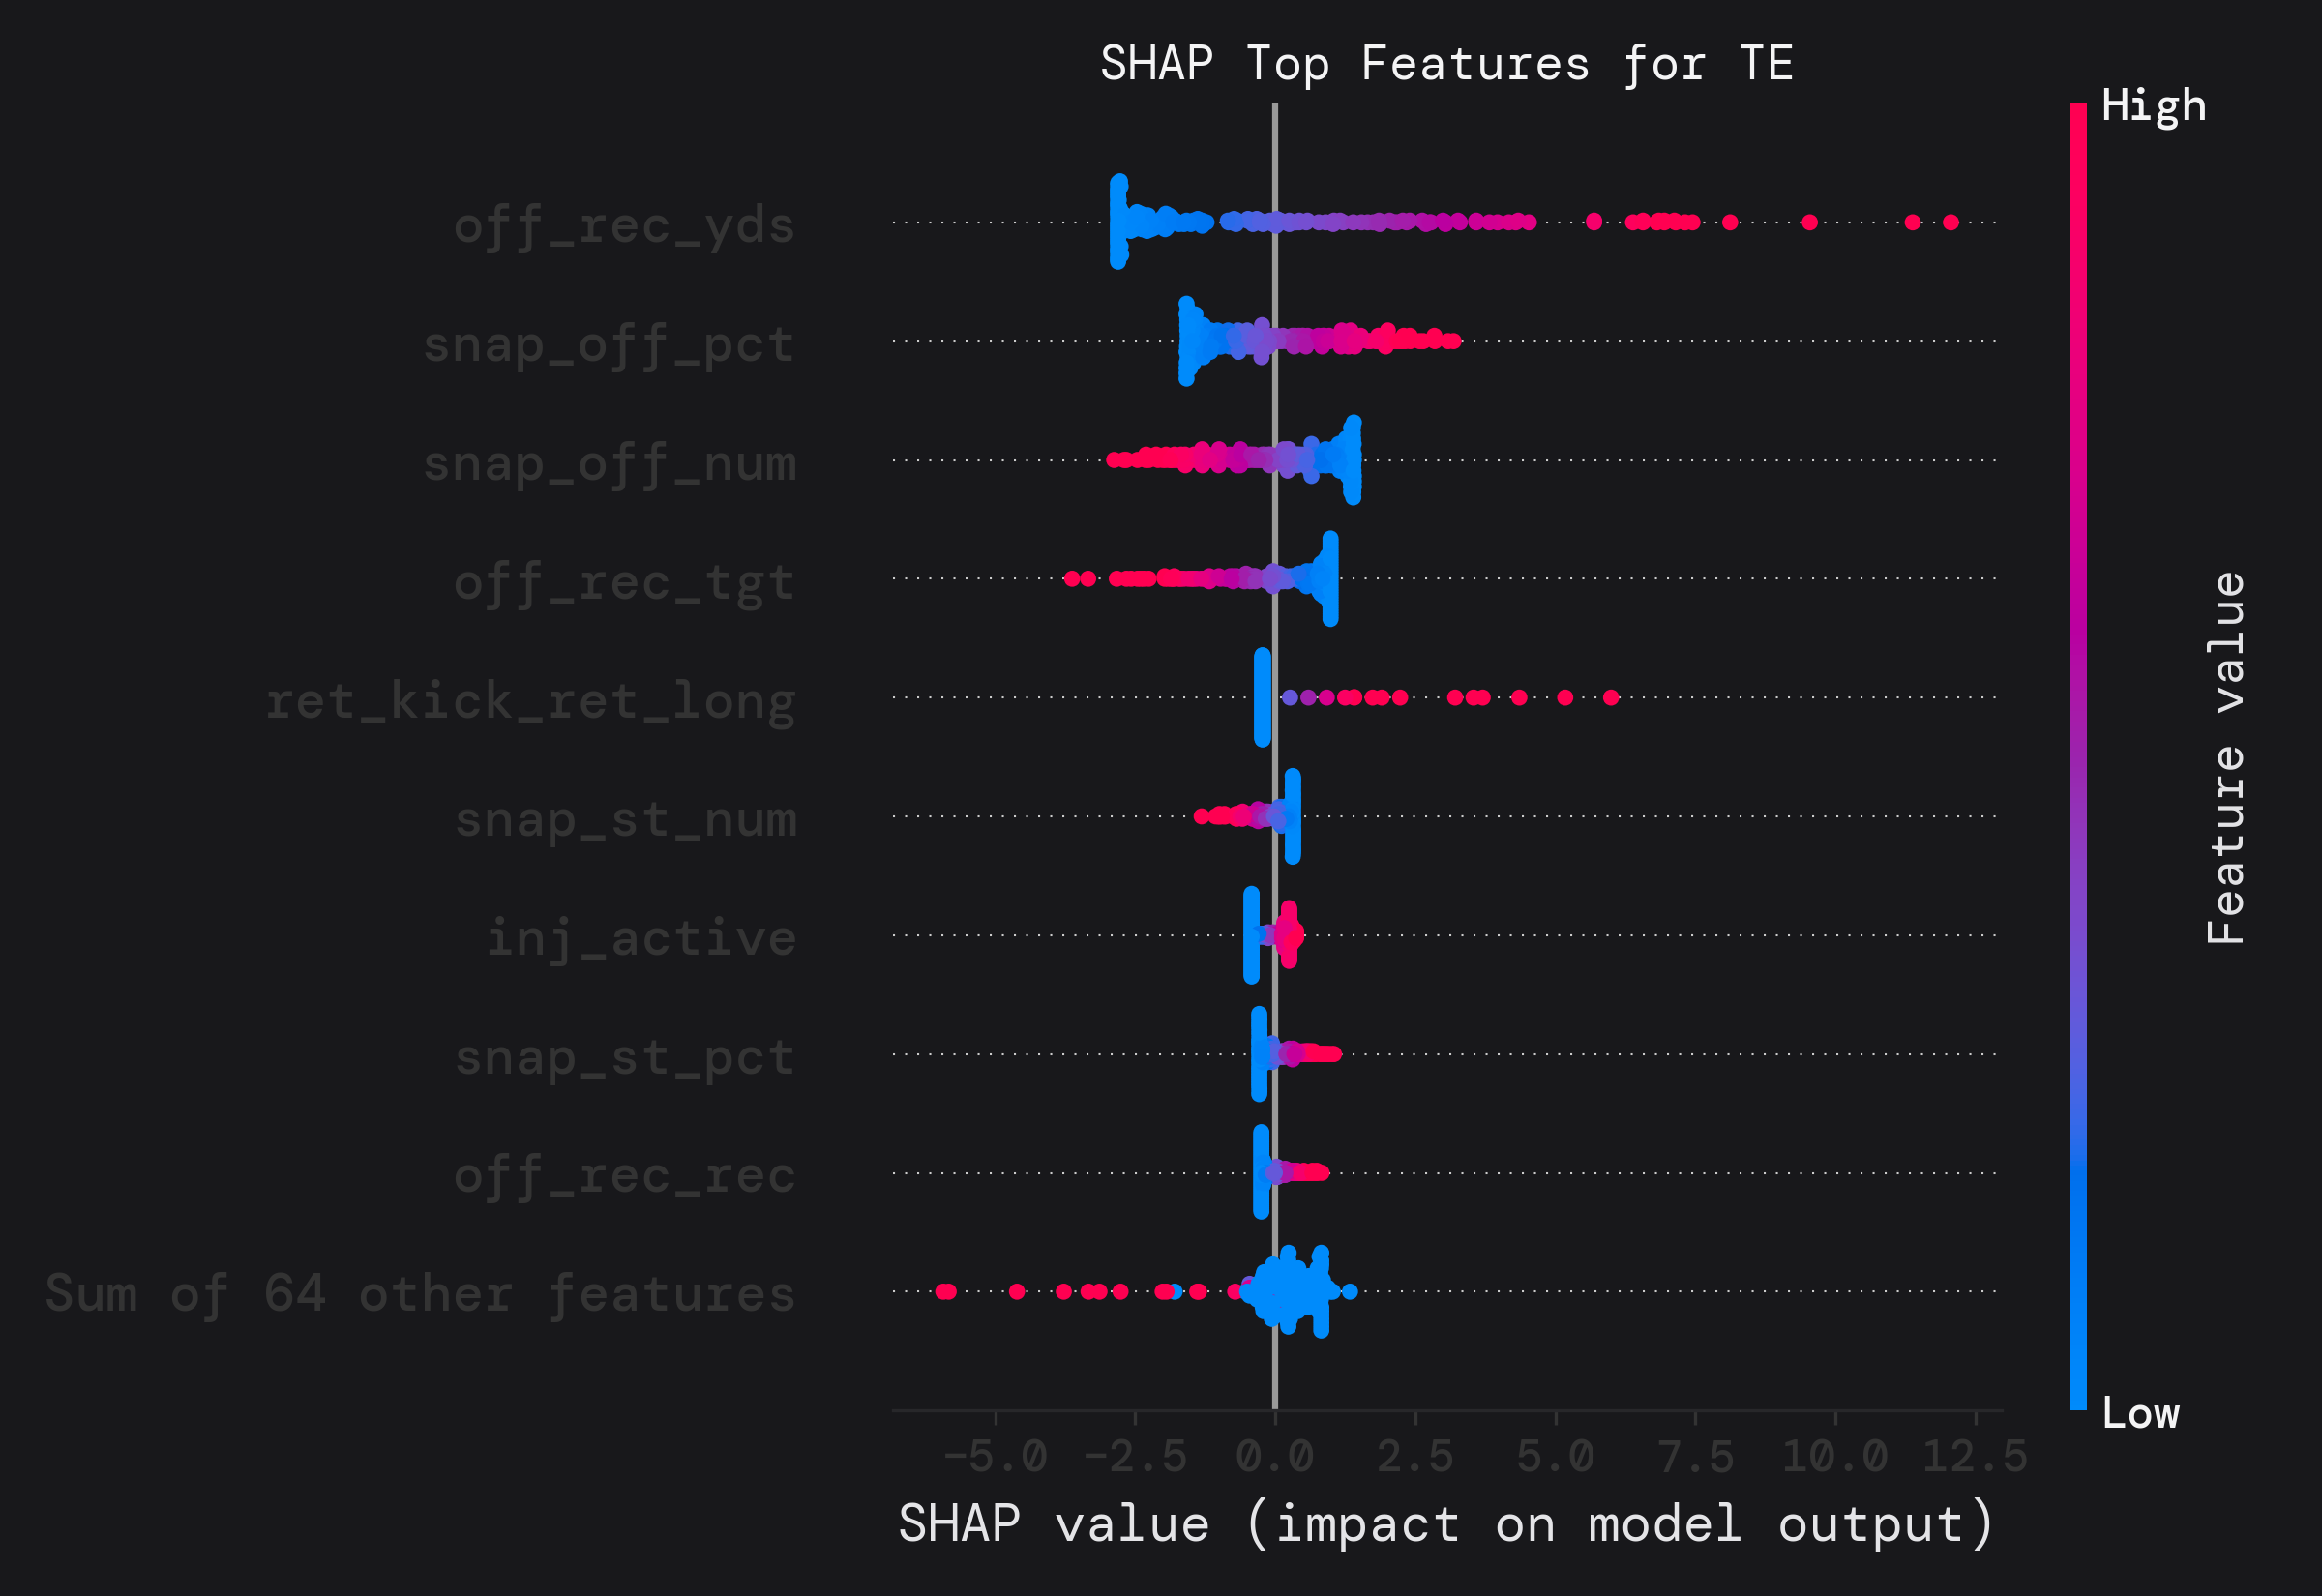 SHAP Top Features for TE
High
off_rec_yds
snap_off_pct
snap_off_num
off_rec_tgt
ret_kick_ret_long
snap_st_num
inj_active
snap_st_pct
off_rec_rec
Sum of 64 other features
Feature value
Low
−5.0 −2.5 0.0 2.5 5.0 7.5 10.0 12.5
SHAP value (impact on model output)